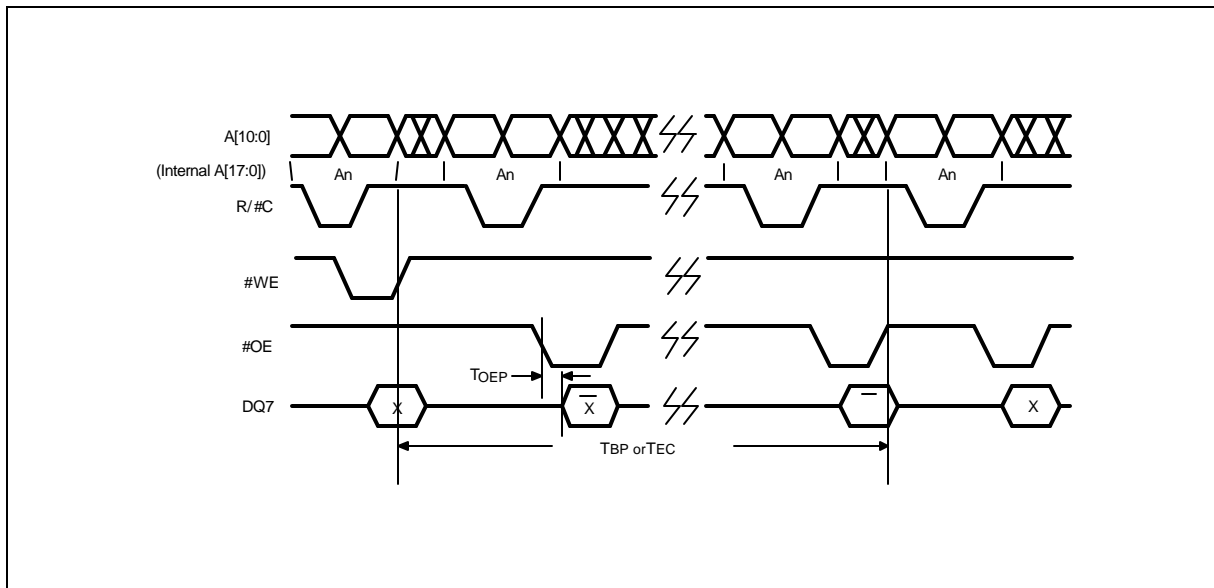 A[10:0]
(Internal A[17:0])
An An An An
R/#C
#WE
#OE
TOEP
DQ7
X X̅ X
TBP orTEC